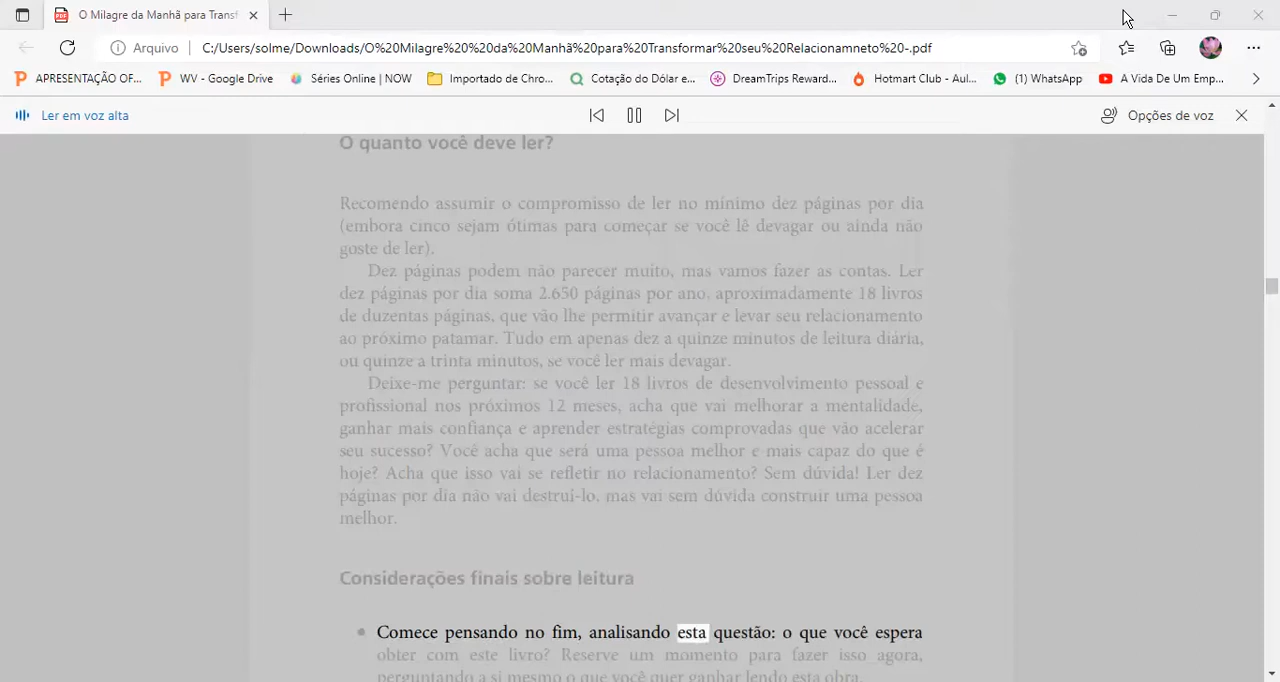 O Milagre da Manhã para Transf
Arquivo
C:/Users/solme/Downloads/O%20Milagre%20%20da%20Manhã%20para%20Transformar%20seu%20Relacionamneto%20-.pdf
APRESENTAÇÃO OF...
WV - Google Drive
Séries Online | NOW
Importado de Chro...
Cotação do Dólar e...
DreamTrips Reward...
Hotmart Club - Aul...
(1) WhatsApp
A Vida De Um Emp...
Ler em voz alta
Opções de voz
O quanto você deve ler?
Recomendo assumir o compromisso de ler no mínimo dez páginas por dia
(embora cinco sejam ótimas para começar se você lê devagar ou ainda não
goste de ler).
Dez páginas podem não parecer muito, mas vamos fazer as contas. Ler
dez páginas por dia soma 2.650 páginas por ano, aproximadamente 18 livros
de duzentas páginas, que vão lhe permitir avançar e levar seu relacionamento
ao próximo patamar. Tudo em apenas dez a quinze minutos de leitura diária,
ou quinze a trinta minutos, se você ler mais devagar.
Deixe-me perguntar: se você ler 18 livros de desenvolvimento pessoal e
profissional nos próximos 12 meses, acha que vai melhorar a mentalidade,
ganhar mais confiança e aprender estratégias comprovadas que vão acelerar
seu sucesso? Você acha que será uma pessoa melhor e mais capaz do que é
hoje? Acha que isso vai se refletir no relacionamento? Sem dúvida! Ler dez
páginas por dia não vai destruí-lo, mas vai sem dúvida construir uma pessoa
melhor.
Considerações finais sobre leitura
• Comece pensando no fim, analisando esta questão: o que você espera
obter com este livro? Reserve um momento para fazer isso agora,
perguntando a si mesmo o que você quer ganhar lendo esta obra.